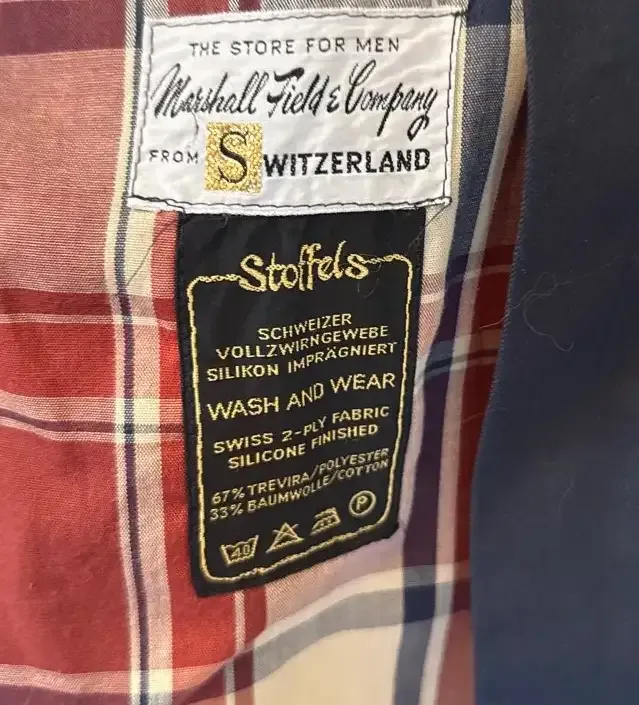 THE STORE FOR MEN
Marshall Field & Company
FROM SWITZERLAND
Stoffels
SCHWEIZER
VOLLZWIRNGEWEBE
SILIKON IMPRÄGNIERT
WASH AND WEAR
SWISS 2-PLY FABRIC
SILICONE FINISHED
67% TREVIRA/POLYESTER
33% BAUMWOLLE/COTTON
40 P